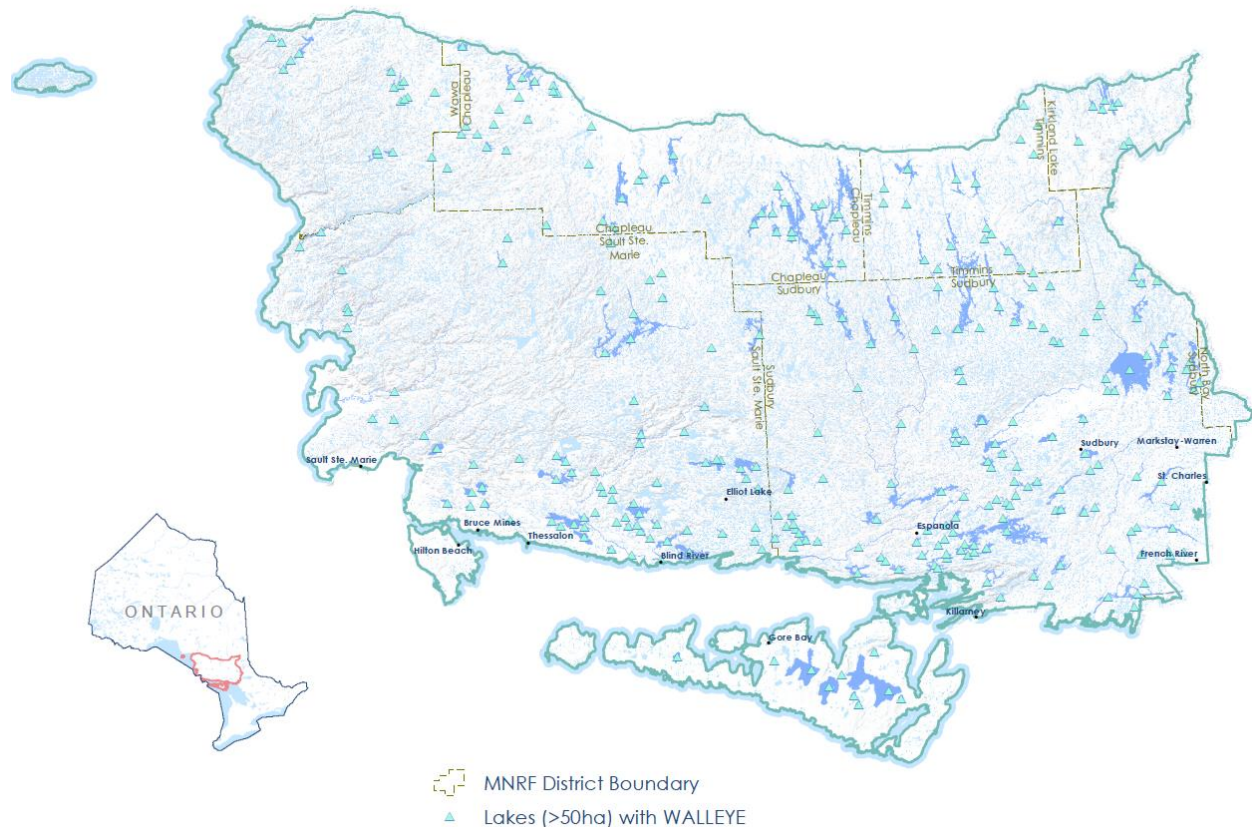 Wawa
Chapleau
Kirkland Lake
Timmins
Timmins
Chapleau
Chapleau
Sault Ste.
Marie
Chapleau
Sudbury
Timmins
Sudbury
Sudbury
Sault Ste. Marie
North Bay
Sudbury
Sault Ste. Marie
Sudbury
Markstay-Warren
St. Charles
Elliot Lake
Bruce Mines
Hilton Beach
Thessalon
Blind River
Espanola
French River
Killarney
Gore Bay
ONTARIO
MNRF District Boundary
Lakes (>50ha) with WALLEYE